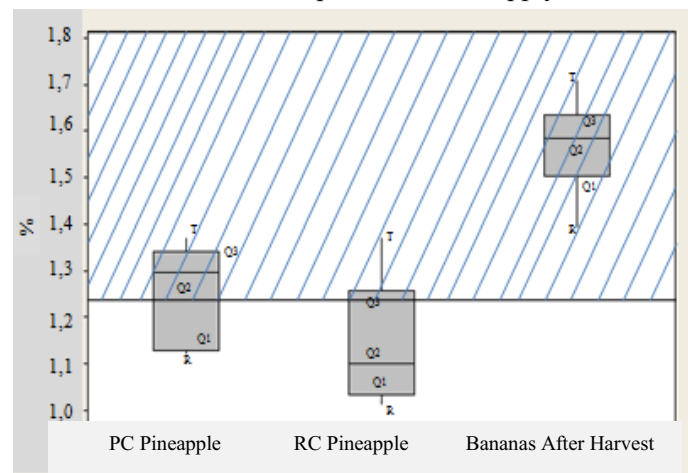 1,8
1,7
1,6
1,5
1,4
1,3
1,2
1,1
1,0
%
T
Q3
Q2
Q1
R
T
Q3
Q2
Q1
R
T
Q3
Q2
Q1
R
PC Pineapple RC Pineapple Bananas After Harvest